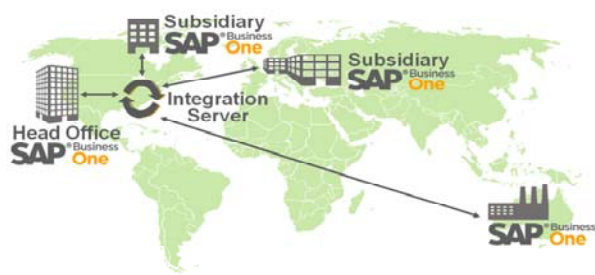 Subsidiary
SAP® Business
One
Subsidiary
SAP® Business
One
Integration
Server
Head Office
SAP® Business
One
SAP® Business
One